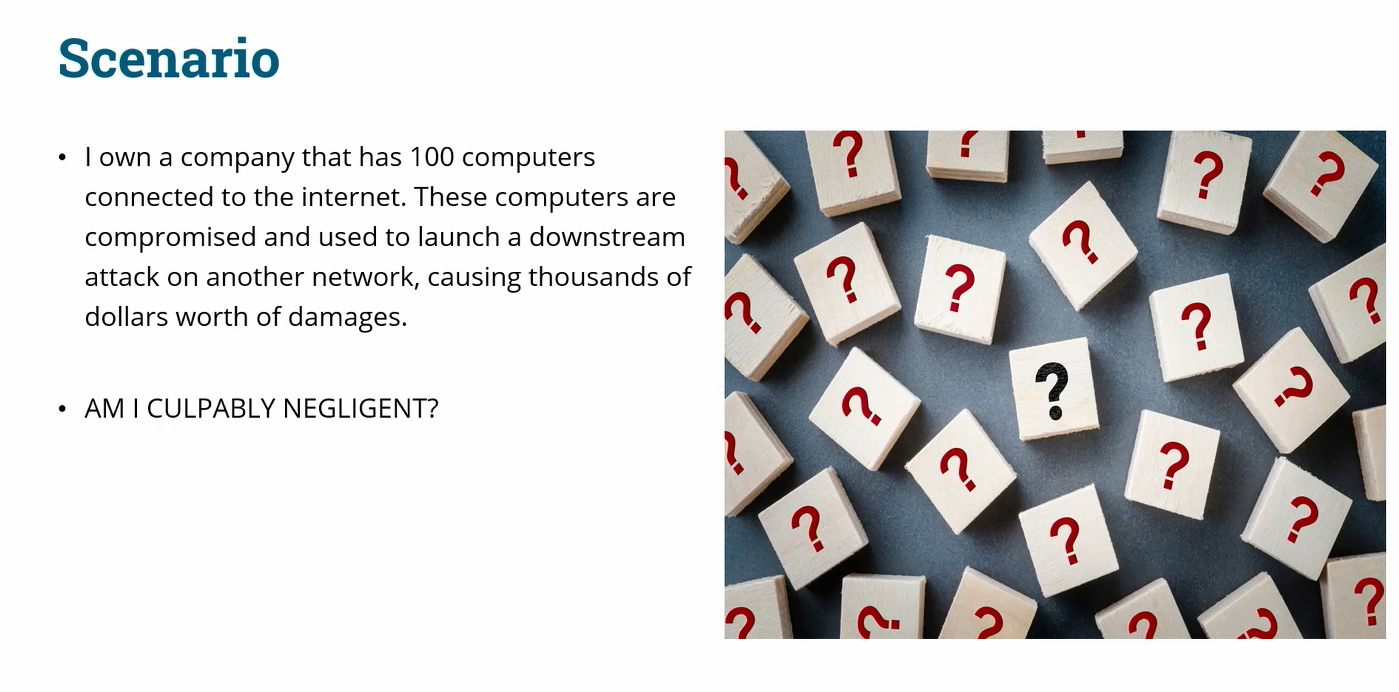 Scenario
• I own a company that has 100 computers
connected to the internet. These computers are
compromised and used to launch a downstream
attack on another network, causing thousands of
dollars worth of damages.
• AM I CULPABLY NEGLIGENT?
? ? ? ? ? ?
? ? ? ?
? ? ?
? ? ?
? ? ?
? ? ? ?
? ? ? ? ? ?